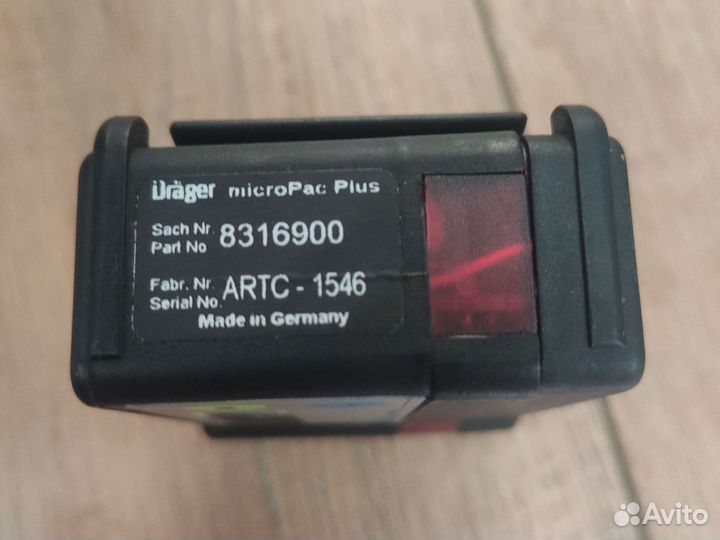 Dräger microPac Plus
Sach Nr.
Part No 8316900
Fabr. Nr.
Serial No. ARTC - 1546
Made in Germany
Avito